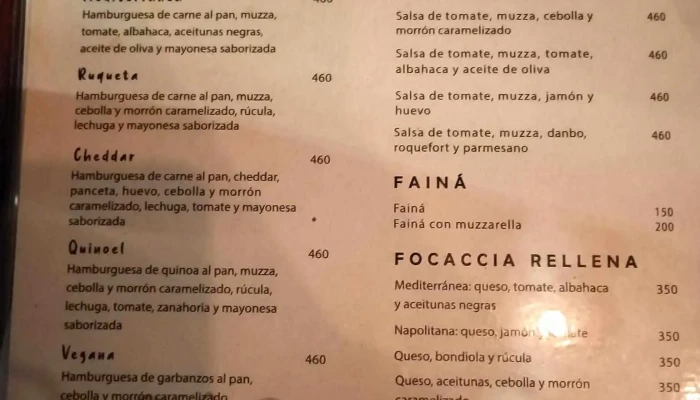 460
Hamburguesa de carne al pan, muzza,
tomate, albahaca, aceitunas negras,
aceite de oliva y mayonesa saborizada
Ruqueta 460
Hamburguesa de carne al pan, muzza,
cebolla y morrón caramelizado, rúcula,
lechuga y mayonesa saborizada
Cheddar 460
Hamburguesa de carne al pan, cheddar,
panceta, huevo, cebolla y morrón
caramelizado, lechuga, tomate y mayonesa
saborizada
Quinoel 460
Hamburguesa de quinoa al pan, muzza,
cebolla y morrón caramelizado, rúcula,
lechuga, tomate, zanahoria y mayonesa
saborizada
Vegana 460
Hamburguesa de garbanzos al pan,
cebolla y morrón caramelizado
Salsa de tomate, muzza, cebolla y 460
morrón caramelizado
Salsa de tomate, muzza, tomate, 460
albahaca y aceite de oliva
Salsa de tomate, muzza, jamón y 460
huevo
Salsa de tomate, muzza, danbo, 460
roquefort y parmesano
FAINÁ
Fainá 150
Fainá con muzzarella 200
FOCACCIA RELLENA
Mediterránea: queso, tomate, albahaca 350
y aceitunas negras
Napolitana: queso, jamón y tomate 350
Queso, bondiola y rúcula 350
Queso, aceitunas, cebolla y morrón 350
caramelizado